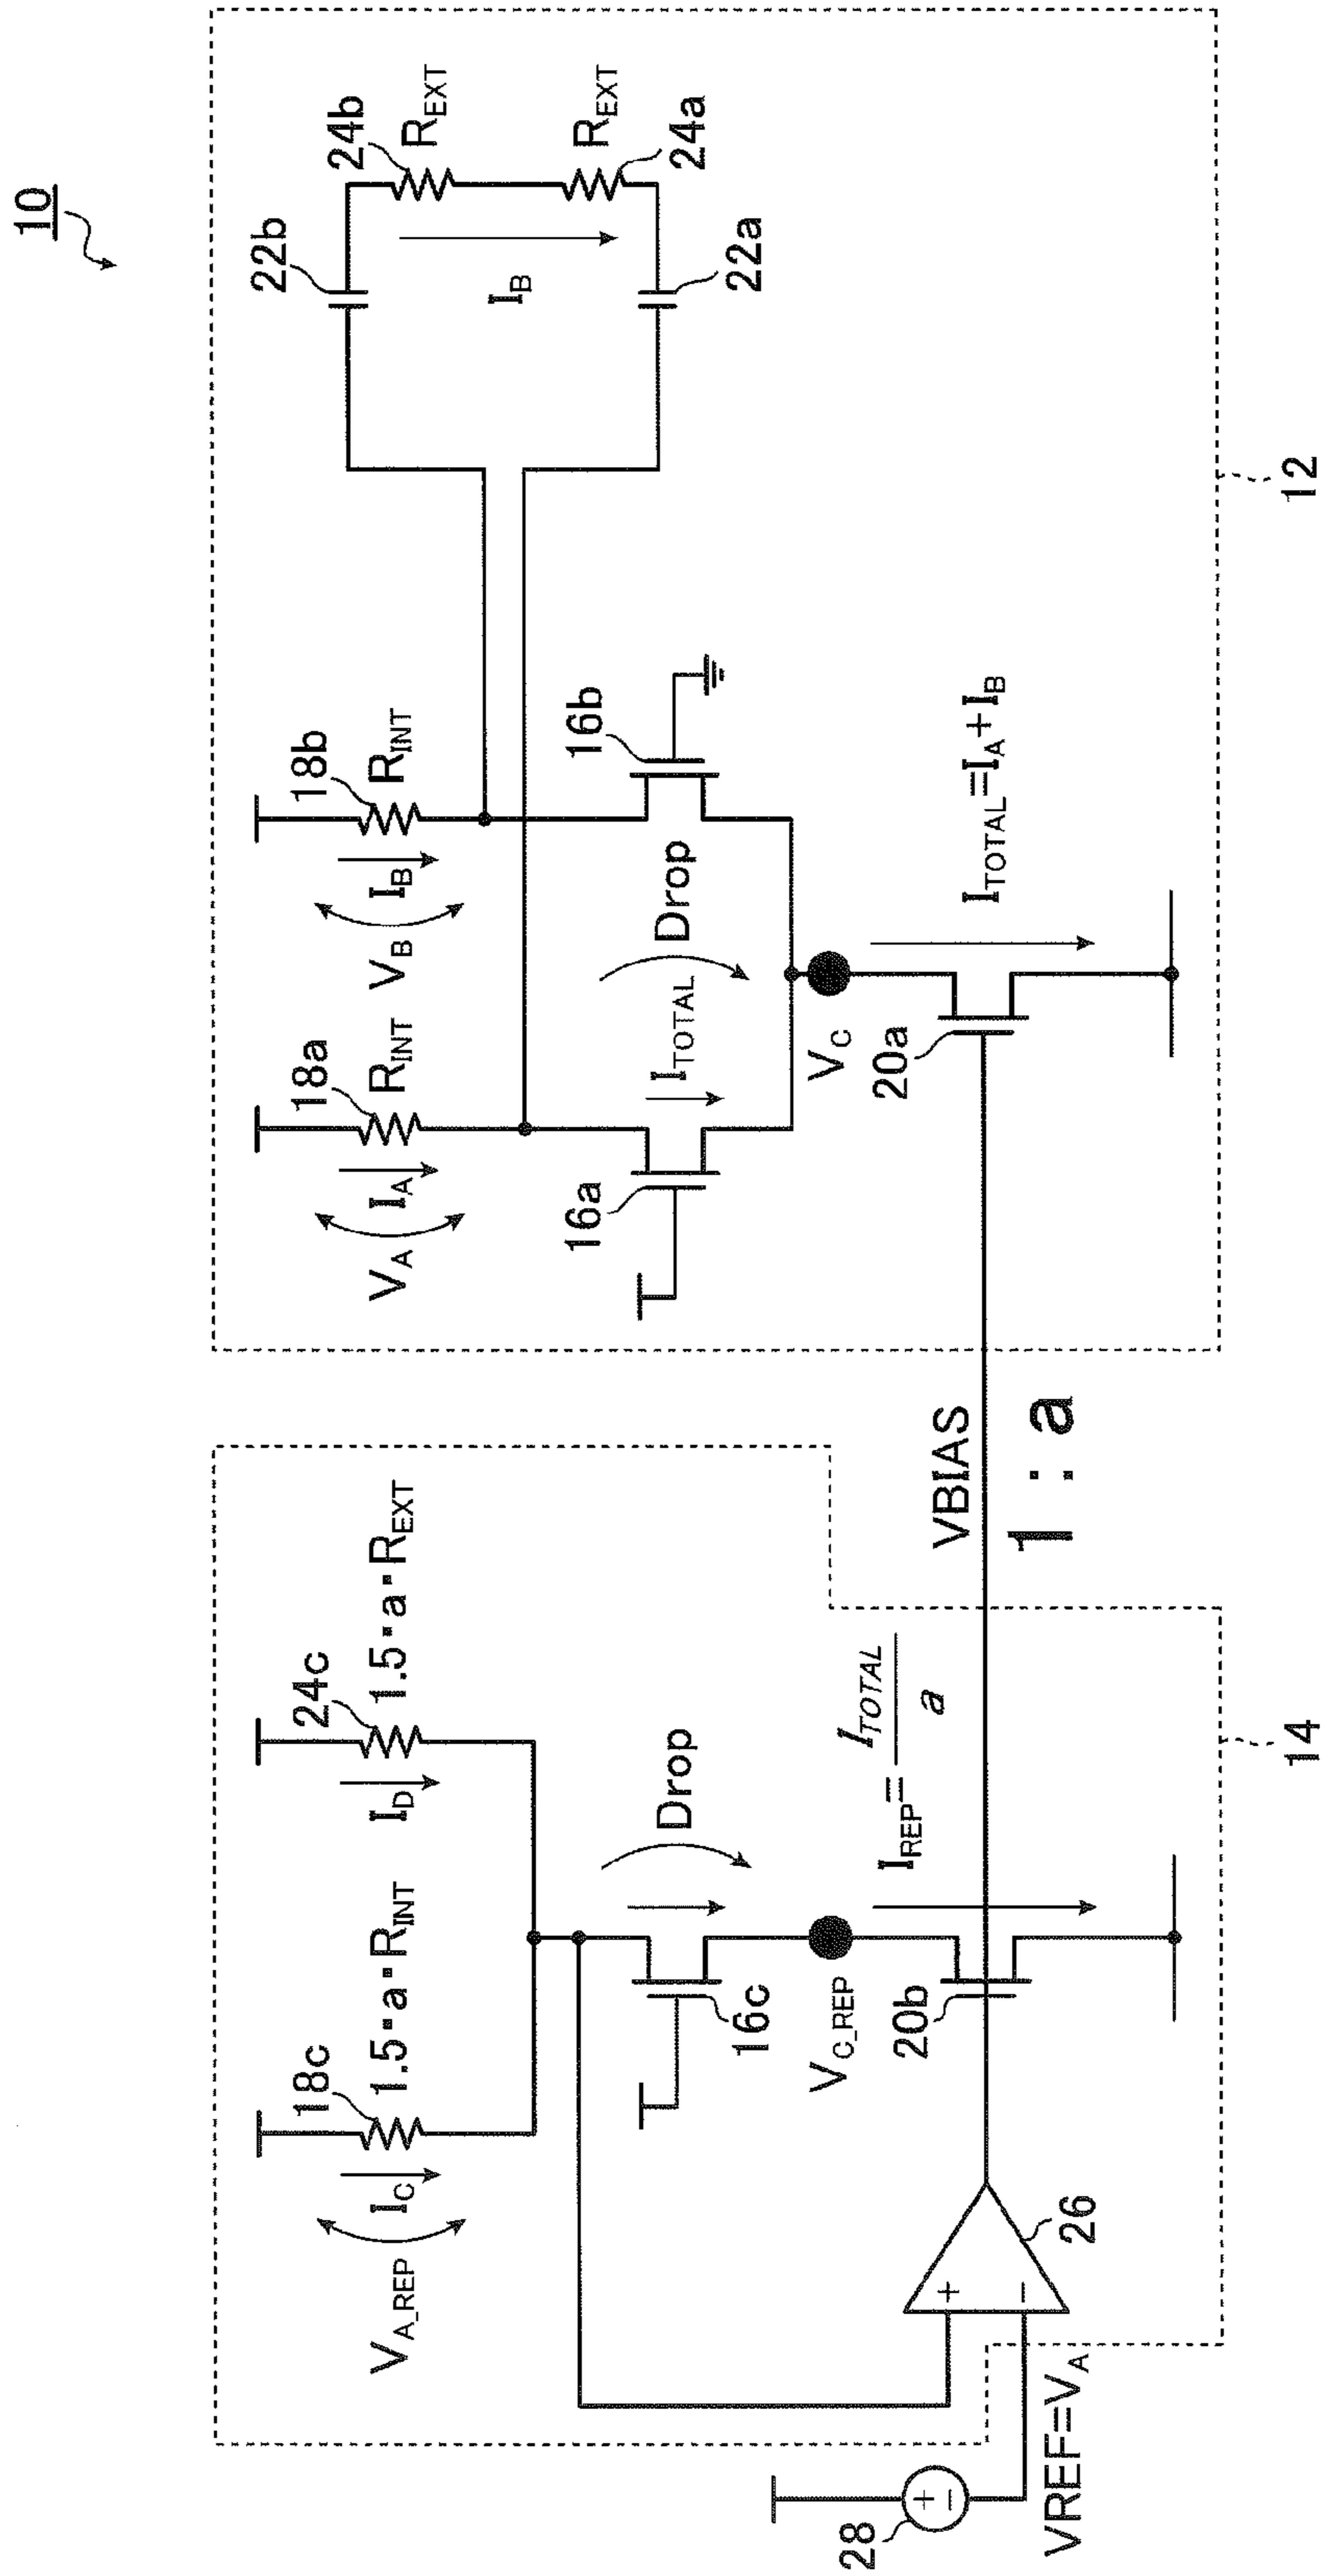 10
18c
1.5・a・R_INT
24c
1.5・a・R_EXT
V_A_REP
I_C
I_D
16c
Drop
V_C_REP
20b
I_REP=I_TOTAL/a
26
+
−
28
+
−
VREF=V_A
14
VBIAS
1 : a
18a
R_INT
18b
R_INT
V_A
I_A
V_B
I_B
16a
I_TOTAL
Drop
16b
V_C
20a
I_TOTAL=I_A+I_B
22b
24b
R_EXT
I_B
R_EXT
24a
22a
12